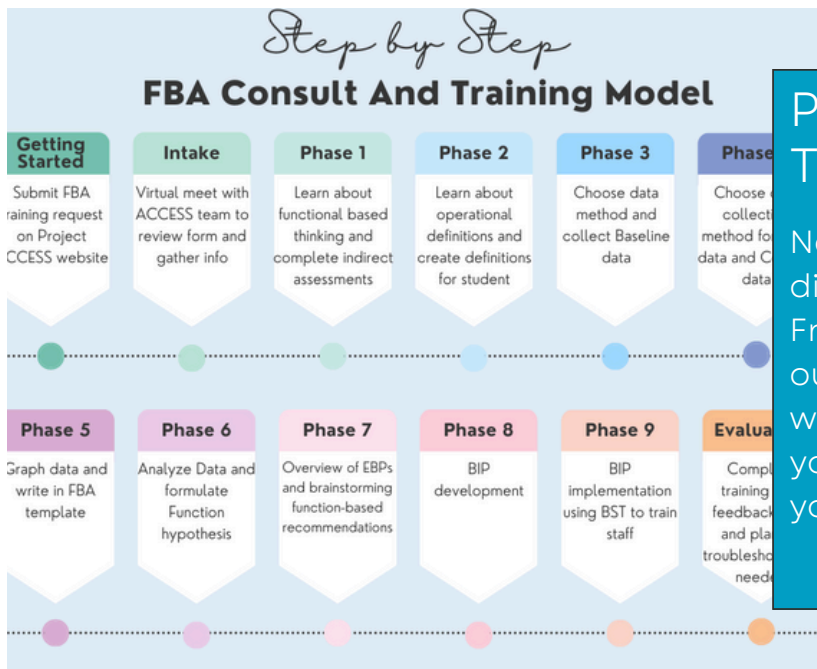 Step by Step
FBA Consult And Training Model
Getting
Started
Submit FBA
raining request
on Project
CCESS website
Intake
Virtual meet with
ACCESS team to
review form and
gather info
Phase 1
Learn about
functional based
thinking and
complete indirect
assessments
Phase 2
Learn about
operational
definitions and
create definitions
for student
Phase 3
Choose data
method and
collect Baseline
data
Phase
Choose
collecti
method for
data and C
data
Phase 5
Graph data and
write in FBA
template
Phase 6
Analyze Data and
formulate
Function
hypothesis
Phase 7
Overview of EBPs
and brainstorming
function-based
recommendations
Phase 8
BIP
development
Phase 9
BIP
implementation
using BST to train
staff
Evalua
Compl
training
feedback
and pla
troublesho
need
P
T
N
di
Fr
ou
w
yo
yo